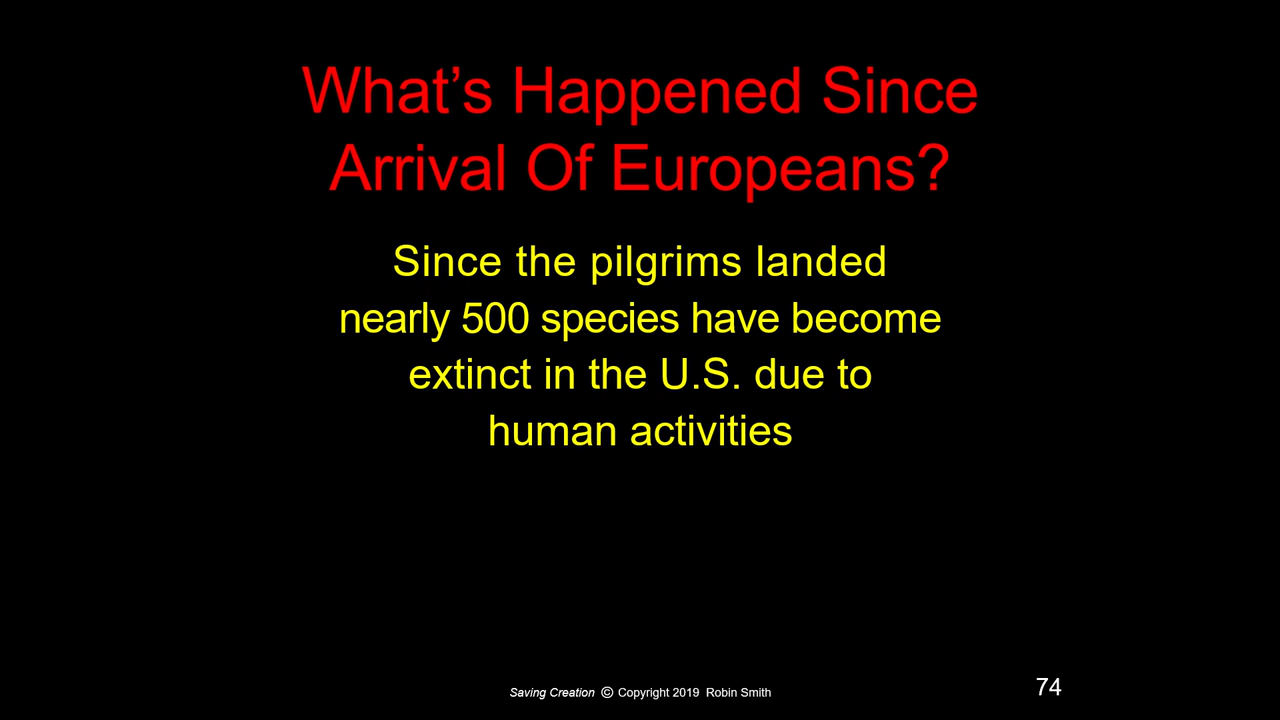 What’s Happened Since
Arrival Of Europeans?
Since the pilgrims landed
nearly 500 species have become
extinct in the U.S. due to
human activities
Saving Creation © Copyright 2019 Robin Smith
74